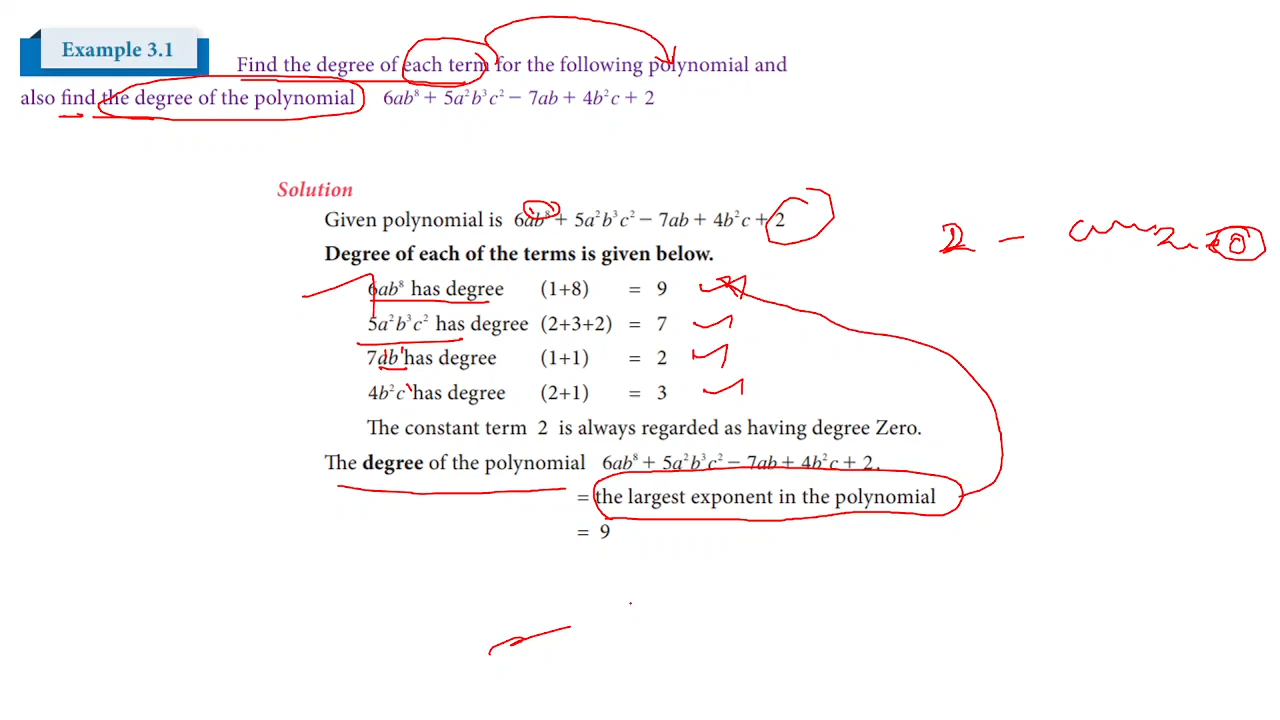 Example 3.1
Find the degree of each term for the following polynomial and
also find the degree of the polynomial 6ab⁸ + 5a²b³c² − 7ab + 4b²c + 2
Solution
Given polynomial is 6ab⁸ + 5a²b³c² − 7ab + 4b²c + 2
2 −
0
Degree of each of the terms is given below.
6ab⁸ has degree (1+8) = 9
5a²b³c² has degree (2+3+2) = 7
7ab has degree (1+1) = 2
4b²c has degree (2+1) = 3
The constant term 2 is always regarded as having degree Zero.
The degree of the polynomial 6ab⁸ + 5a²b³c² − 7ab + 4b²c + 2.
= the largest exponent in the polynomial
= 9